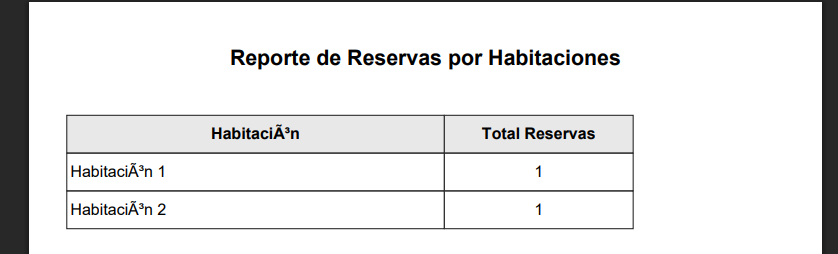 Reporte de Reservas por Habitaciones
HabitaciÃ³n Total Reservas
HabitaciÃ³n 1 1
HabitaciÃ³n 2 1